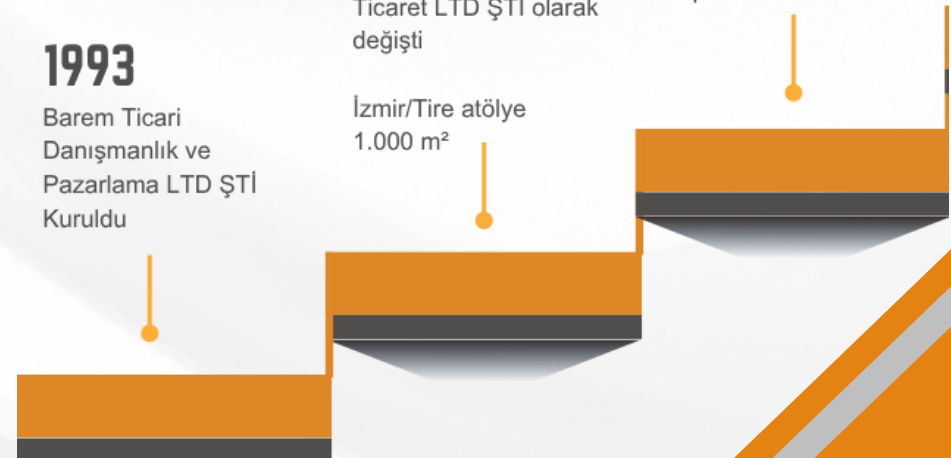 1993
Barem Ticari
Danışmanlık ve
Pazarlama LTD ŞTİ
Kuruldu
Ticaret LTD ŞTİ olarak
değişti
İzmir/Tire atölye
1.000 m²